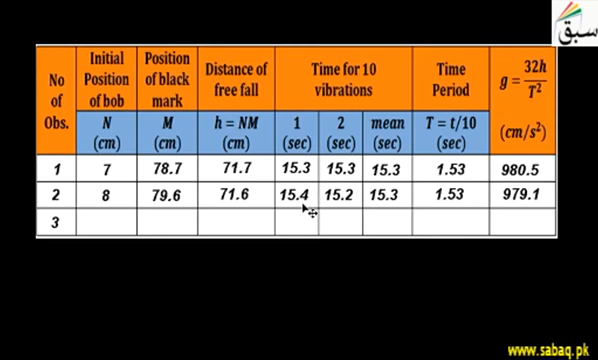 سبق
No of Obs. | Initial Position of bob | Position of black mark | Distance of free fall | Time for 10 vibrations | Time Period | g = 32h/T²
N (cm) | M (cm) | h = NM (cm) | 1 (sec) | 2 (sec) | mean (sec) | T = t/10 (sec) | (cm/s²)
1 | 7 | 78.7 | 71.7 | 15.3 | 15.3 | 15.3 | 1.53 | 980.5
2 | 8 | 79.6 | 71.6 | 15.4 | 15.2 | 15.3 | 1.53 | 979.1
3
www.sabaq.pk